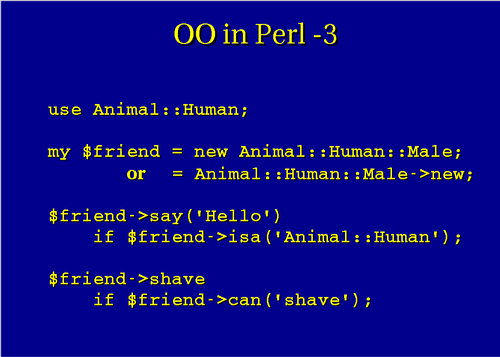 OO in Perl -3
use Animal::Human;
my $friend = new Animal::Human::Male;
or = Animal::Human::Male->new;
$friend->say('Hello')
if $friend->isa('Animal::Human');
$friend->shave
if $friend->can('shave');